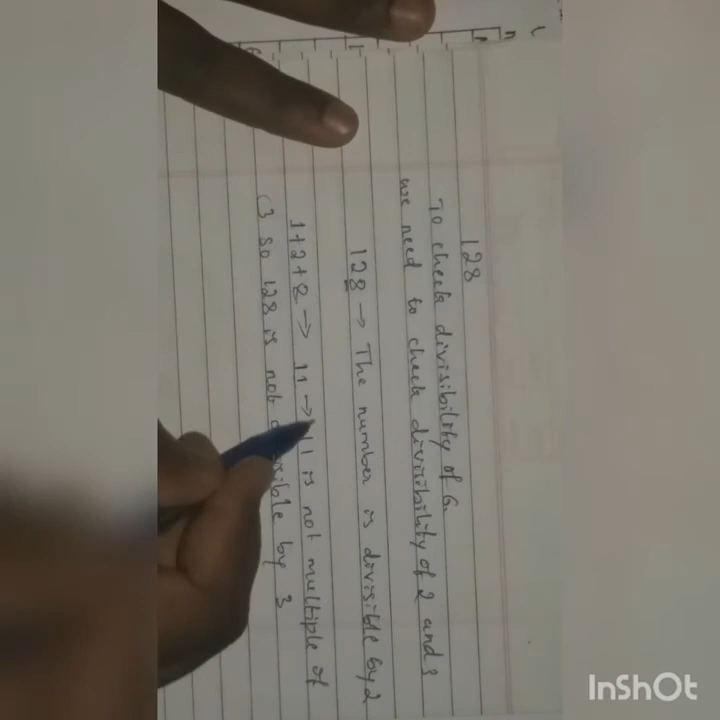 128
To check divisibility of 6.
we need to check divisibility of 2 and 3
128 → The number is divisible by 2
1+2+8 → 11 → 11 is not multiple of
(3 so 128 is not by 3
InShOt